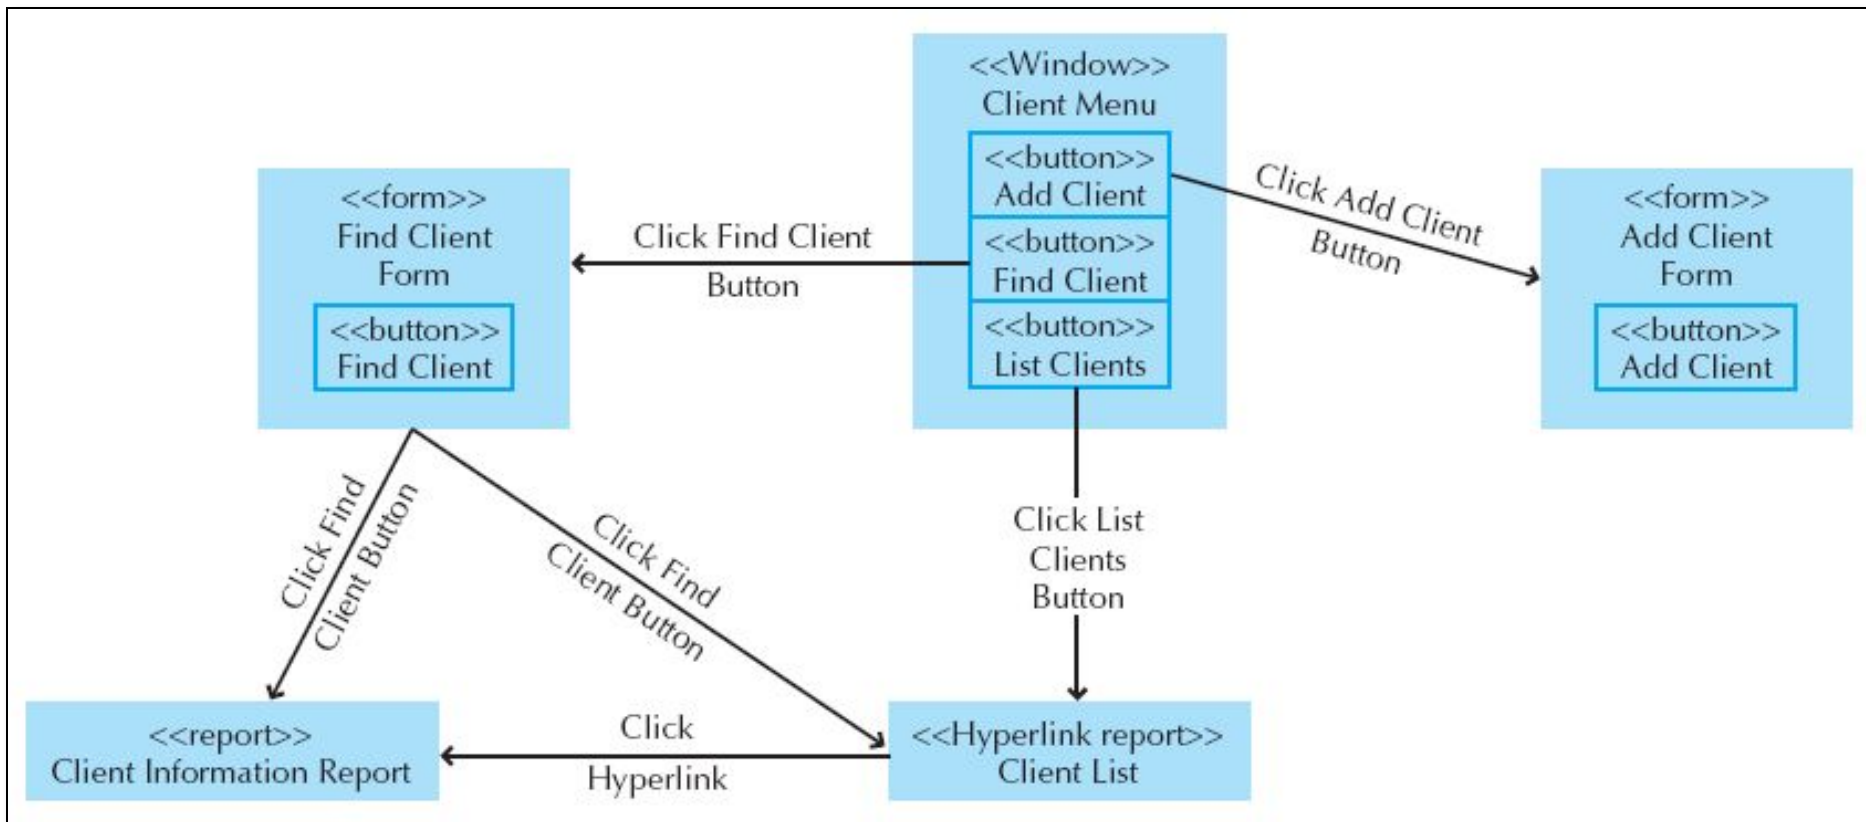 <<Window>>
Client Menu
<<button>>
Add Client
<<button>>
Find Client
<<button>>
List Clients
<<form>>
Find Client
Form
<<button>>
Find Client
Click Find Client
Button
Click Add Client
Button
<<form>>
Add Client
Form
<<button>>
Add Client
Click Find
Client Button
Click Find
Client Button
Click List
Clients
Button
<<report>>
Client Information Report
Click
Hyperlink
<<Hyperlink report>>
Client List